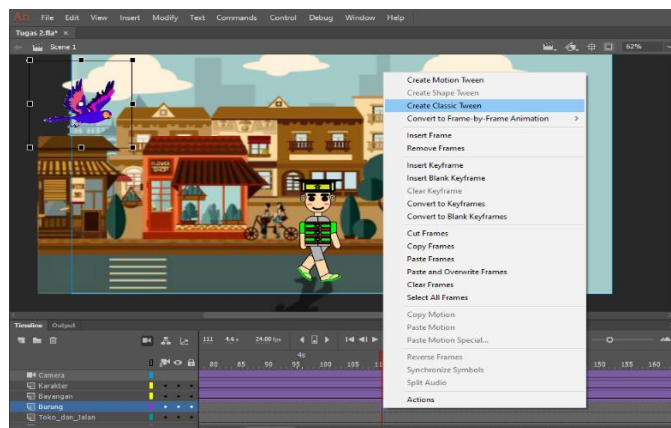 An File Edit View Insert Modify Text Commands Control Debug Window Help
Tugas 2.fla* ×
Scene 1 62%
FLOWER SHOP
Create Motion Tween
Create Shape Tween
Create Classic Tween
Convert to Frame-by-Frame Animation
Insert Frame
Remove Frames
Insert Keyframe
Insert Blank Keyframe
Clear Keyframe
Convert to Keyframes
Convert to Blank Keyframes
Cut Frames
Copy Frames
Paste Frames
Paste and Overwrite Frames
Clear Frames
Select All Frames
Copy Motion
Paste Motion
Paste Motion Special...
Reverse Frames
Synchronize Symbols
Split Audio
Actions
Timeline Output
111 4.6 s 24.00 fps
4s
80 85 90 95 100 105 150 155 160
Camera
Karakter
Bayangan
Burung
Toko_dan_Jalan